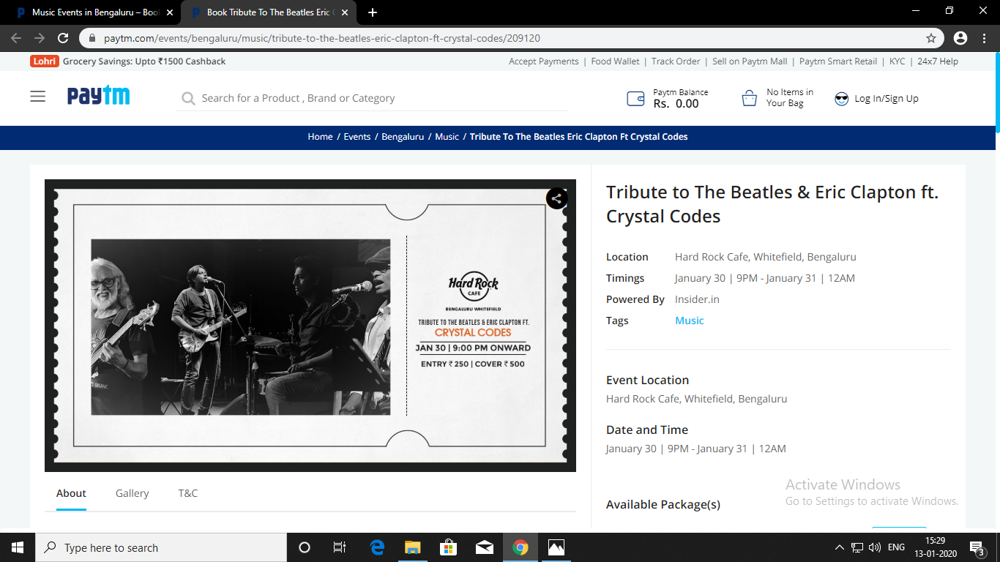 Music Events in Bengaluru – Boo
Book Tribute To The Beatles Eric C
paytm.com/events/bengaluru/music/tribute-to-the-beatles-eric-clapton-ft-crystal-codes/209120
Lohri Grocery Savings: Upto ₹1500 Cashback
Accept Payments | Food Wallet | Track Order | Sell on Paytm Mall | Paytm Smart Retail | KYC | 24x7 Help
paytm
Search for a Product , Brand or Category
Paytm Balance
Rs. 0.00
No Items in
Your Bag
Log In/Sign Up
Home / Events / Bengaluru / Music / Tribute To The Beatles Eric Clapton Ft Crystal Codes
Hard Rock
CAFE
BENGALURU WHITEFIELD
TRIBUTE TO THE BEATLES & ERIC CLAPTON FT.
CRYSTAL CODES
JAN 30 | 9:00 PM ONWARD
ENTRY ₹ 250 | COVER ₹ 500
Tribute to The Beatles & Eric Clapton ft.
Crystal Codes
Location Hard Rock Cafe, Whitefield, Bengaluru
Timings January 30 | 9PM - January 31 | 12AM
Powered By Insider.in
Tags Music
Event Location
Hard Rock Cafe, Whitefield, Bengaluru
Date and Time
January 30 | 9PM - January 31 | 12AM
Available Package(s)
About Gallery T&C
Activate Windows
Go to Settings to activate Windows.
Type here to search
ENG
15:29
13-01-2020
3